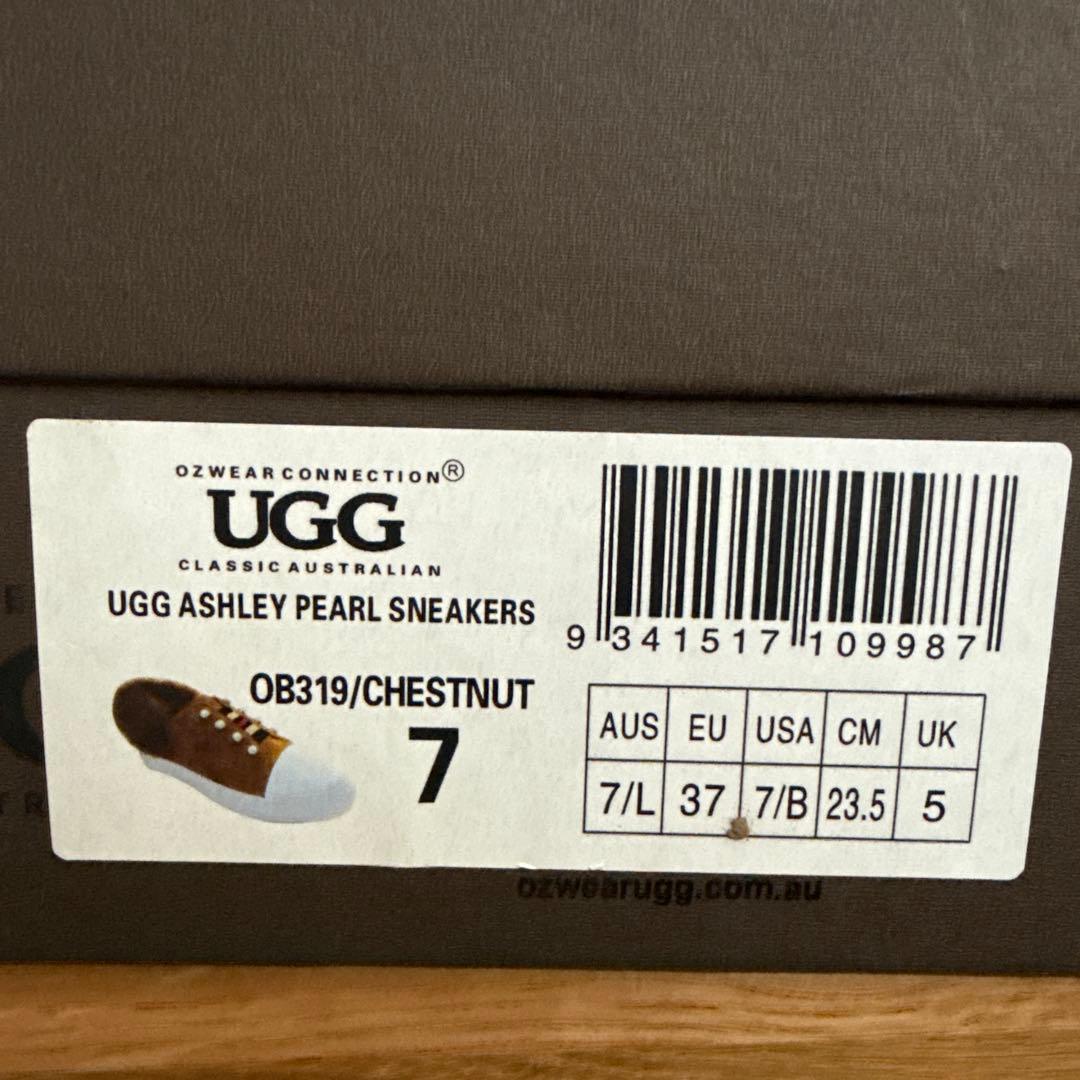 OZWEAR CONNECTION®
UGG
CLASSIC AUSTRALIAN
UGG ASHLEY PEARL SNEAKERS
OB319/CHESTNUT
7
9 341517 109987
AUS EU USA CM UK
7/L 37 7/B 23.5 5
ozwearugg.com.au